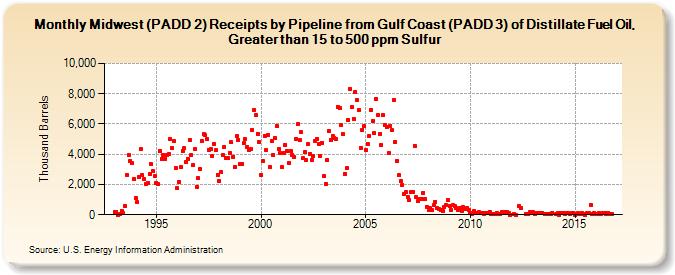 Monthly Midwest (PADD 2) Receipts by Pipeline from Gulf Coast (PADD 3) of Distillate Fuel Oil,
Greater than 15 to 500 ppm Sulfur
Thousand Barrels
10,000
8,000
6,000
4,000
2,000
0
1995
2000
2005
2010
2015
Source: U.S. Energy Information Administration